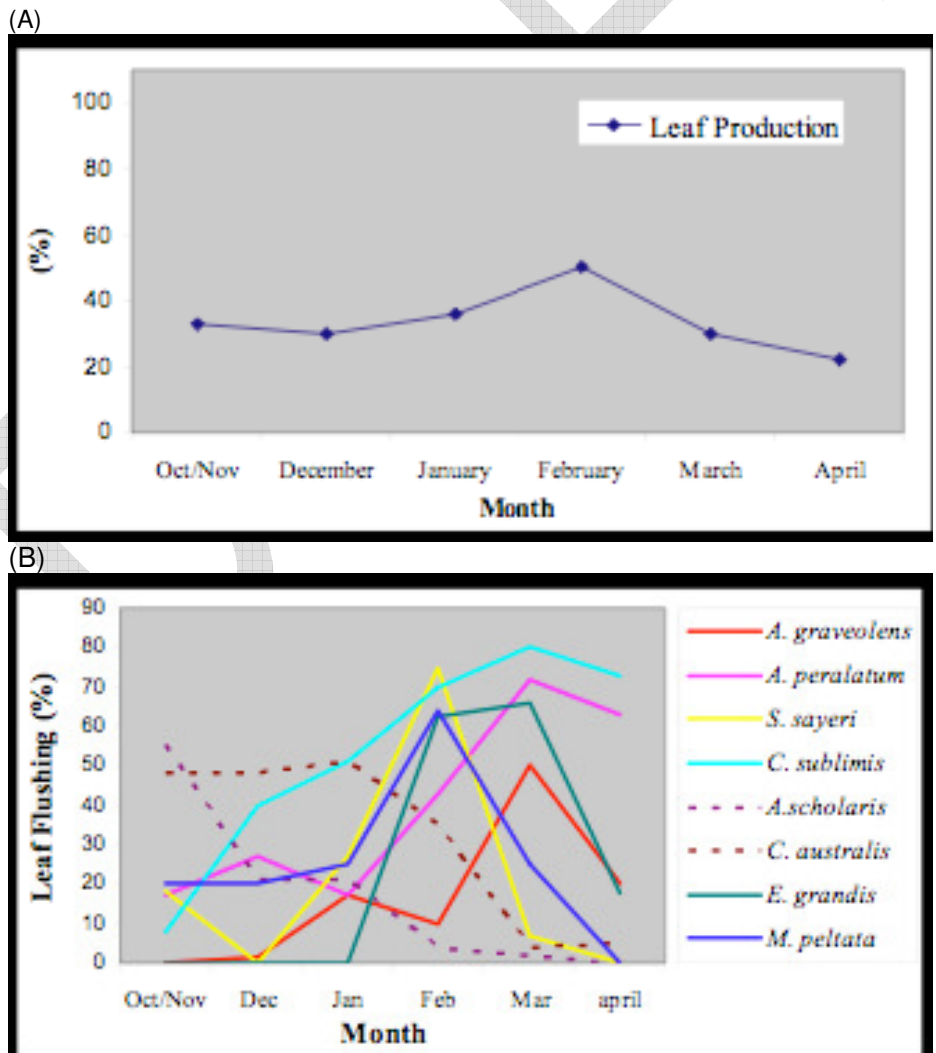 (A)
100
80
60
40
20
0
(%)
Leaf Production
Oct/Nov December January February March April
Month
(B)
90
80
70
60
50
40
30
20
10
0
Leaf Flushing (%)
Oct/Nov Dec Jan Feb Mar april
Month
A. graveolens
A. peralatum
S. sayeri
C. sublimis
A.scholaris
C. australis
E. grandis
M. peltata